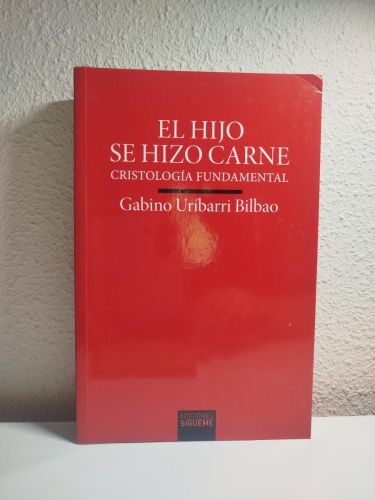 EL HIJO
SE HIZO CARNE
CRISTOLOGÍA FUNDAMENTAL
Gabino Uríbarri Bilbao
EDICIONES
SÍGUEME